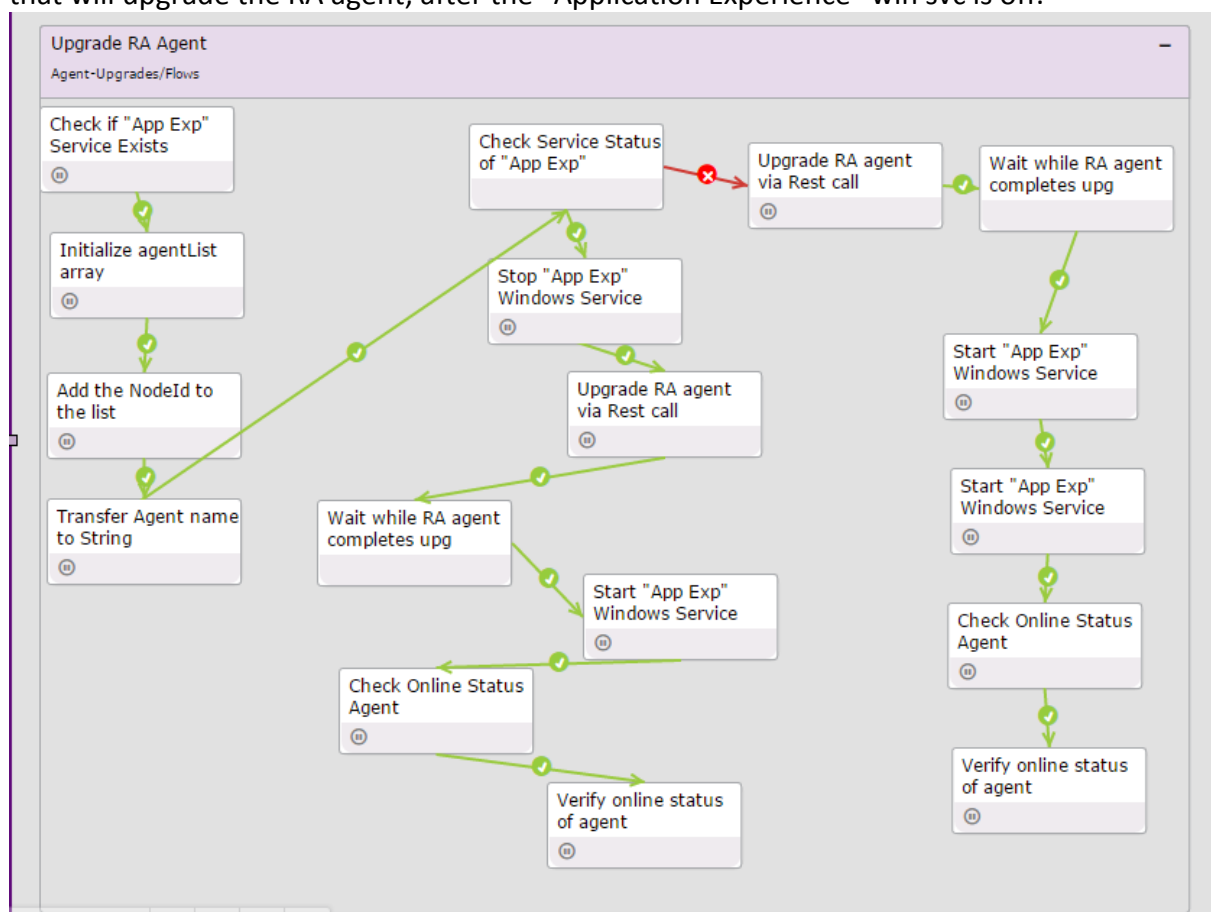 that will upgrade the RA agent, after the "Application Experience" win svc is off.
Upgrade RA Agent
Agent-Upgrades/Flows
Check if "App Exp"
Service Exists
Initialize agentList
array
Add the NodeId to
the list
Transfer Agent name
to String
Check Service Status
of "App Exp"
Stop "App Exp"
Windows Service
Upgrade RA agent
via Rest call
Wait while RA agent
completes upg
Start "App Exp"
Windows Service
Check Online Status
Agent
Verify online status
of agent
Upgrade RA agent
via Rest call
Wait while RA agent
completes upg
Start "App Exp"
Windows Service
Start "App Exp"
Windows Service
Check Online Status
Agent
Verify online status
of agent